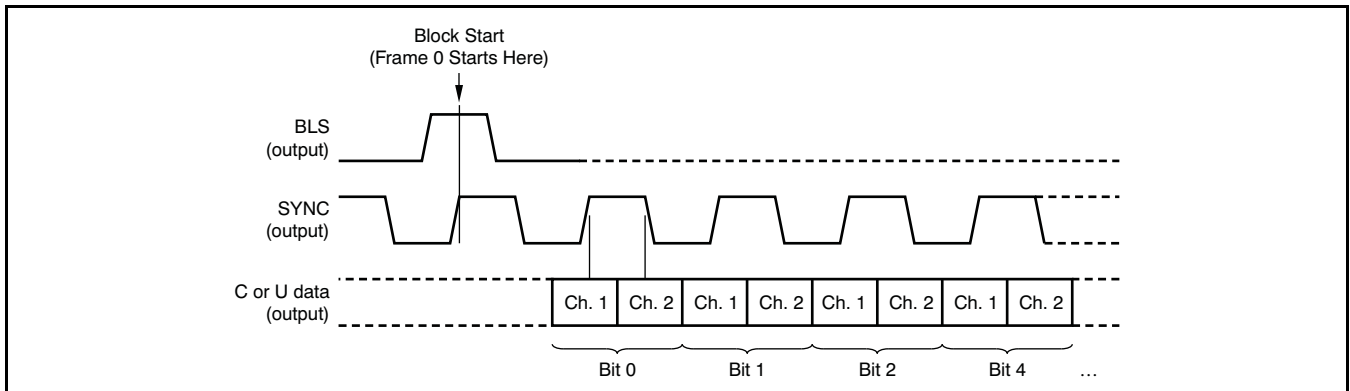 Block Start
(Frame 0 Starts Here)
BLS
(output)
SYNC
(output)
C or U data
(output)
Ch. 1 Ch. 2 Ch. 1 Ch. 2 Ch. 1 Ch. 2 Ch. 1 Ch. 2
Bit 0 Bit 1 Bit 2 Bit 4 ...